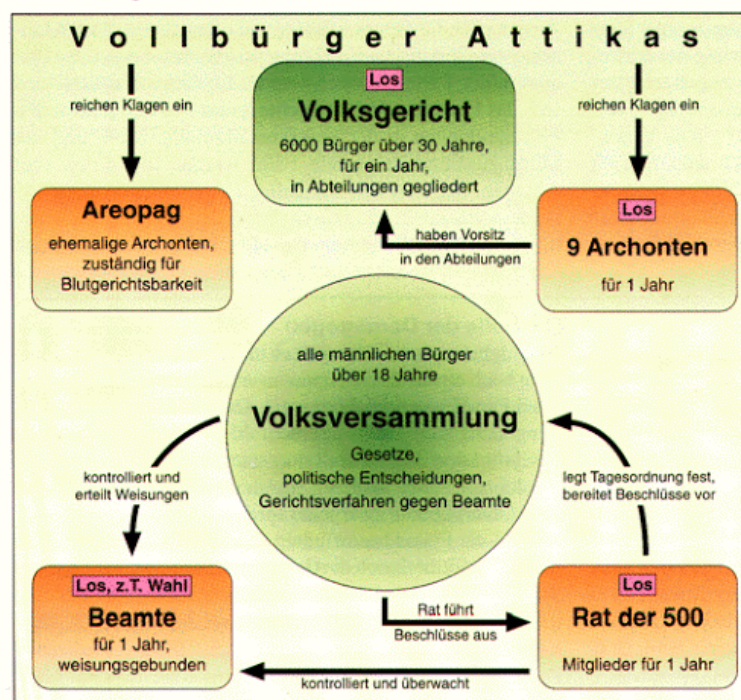 Vollbürger Attikas
reichen Klagen ein
Los
Volksgericht
6000 Bürger über 30 Jahre,
für ein Jahr,
in Abteilungen gegliedert
reichen Klagen ein
Areopag
ehemalige Archonten,
zuständig für
Blutgerichtsbarkeit
haben Vorsitz
in den Abteilungen
Los
9 Archonten
für 1 Jahr
alle männlichen Bürger
über 18 Jahre
Volksversammlung
Gesetze,
politische Entscheidungen,
Gerichtsverfahren gegen Beamte
kontrolliert und
erteilt Weisungen
legt Tagesordnung fest,
bereitet Beschlüsse vor
Los, z.T. Wahl
Beamte
für 1 Jahr,
weisungsgebunden
Rat führt
Beschlüsse aus
Los
Rat der 500
Mitglieder für 1 Jahr
kontrolliert und überwacht